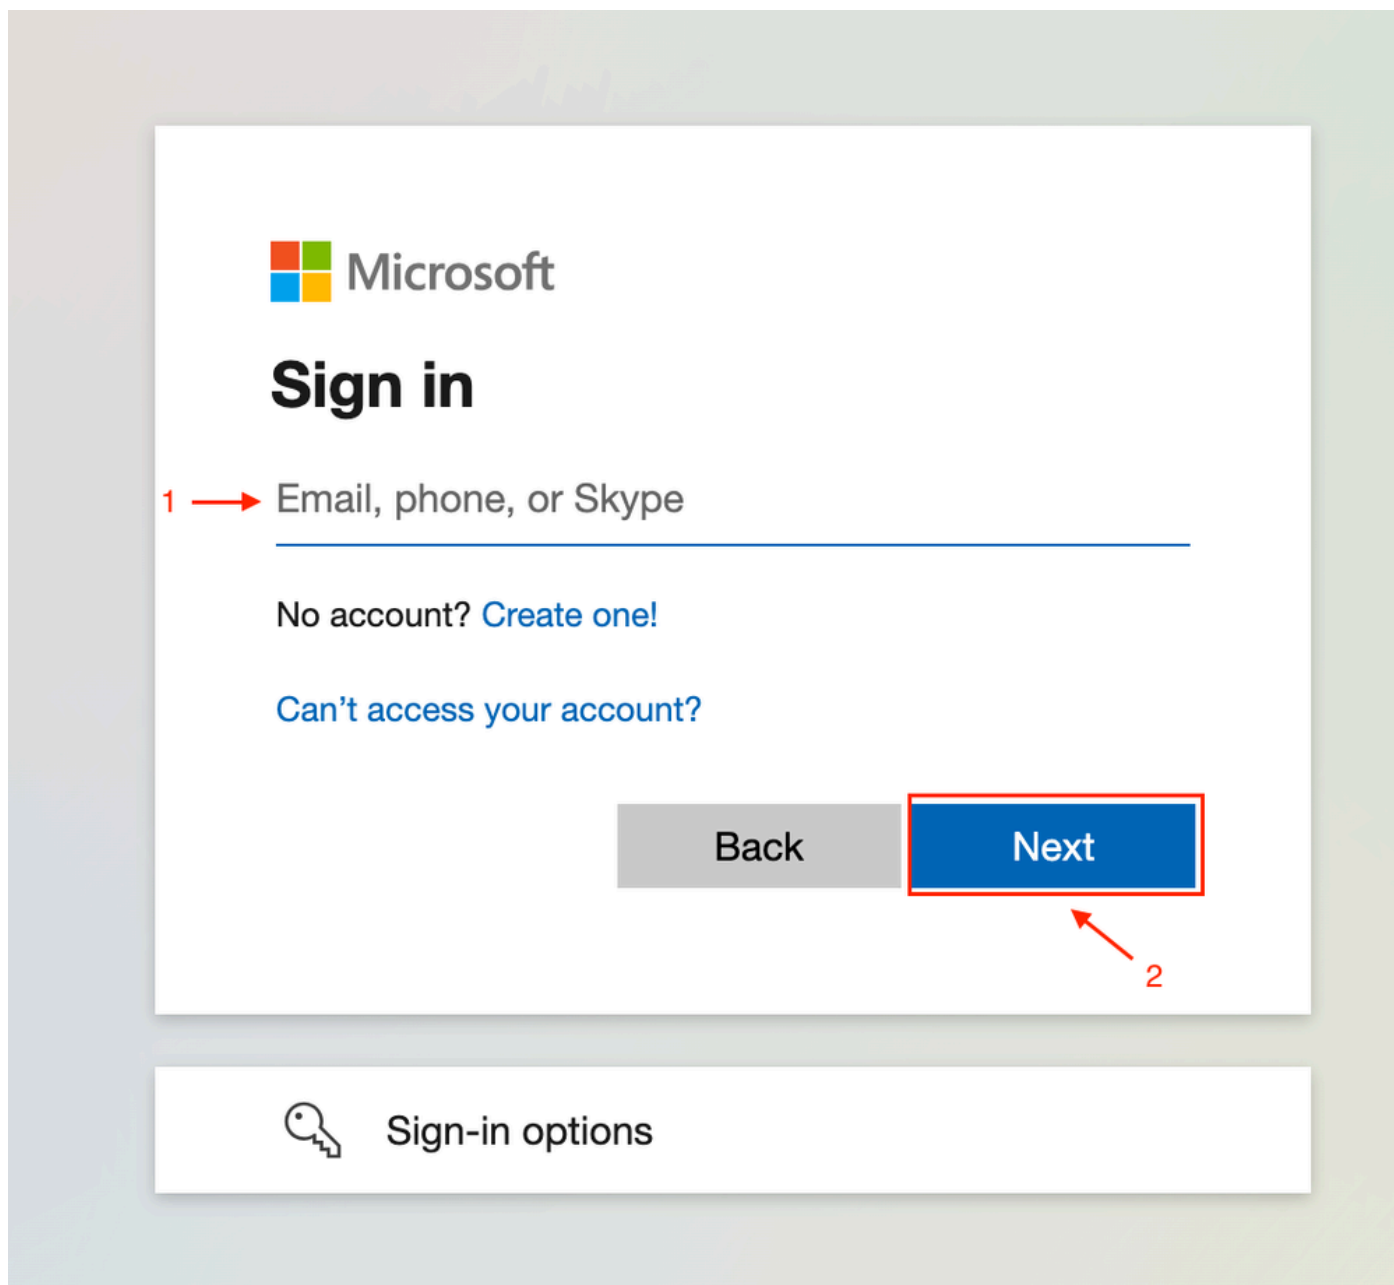 Microsoft
Sign in
1 Email, phone, or Skype
No account? Create one!
Can’t access your account?
Back Next
2
Sign-in options